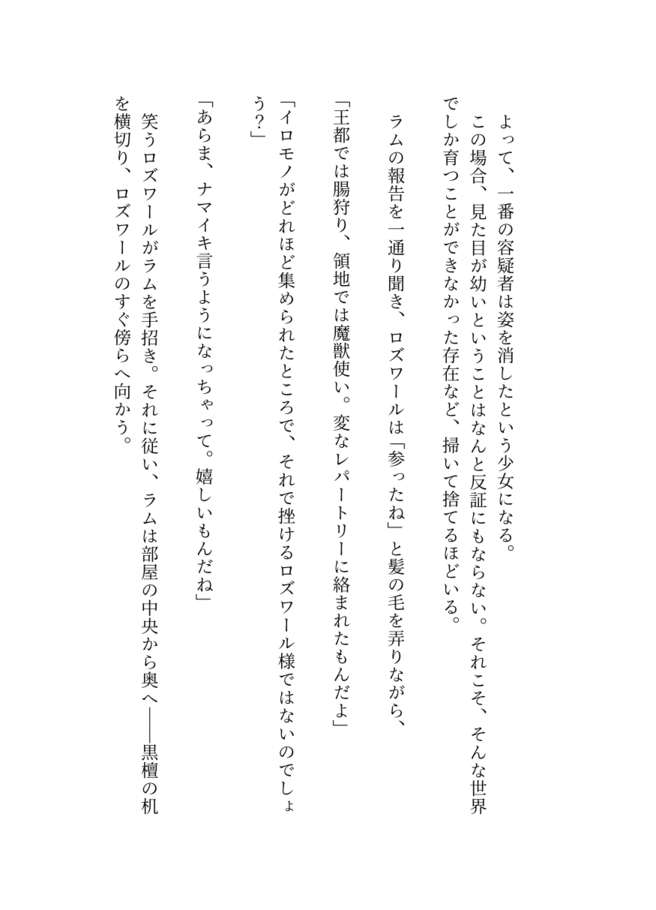 よって、一番の容疑者は姿を消したという少女になる。
この場合、見た目が幼いということはなんと反証にもならない。それこそ、そんな世界
でしか育つことができなかった存在など、掃いて捨てるほどいる。
ラムの報告を一通り聞き、ロズワールは「参ったね」と髪の毛を弄りながら、
「王都では腸狩り、領地では魔獣使い。変なレパートリーに絡まれたもんだよ」
「イロモノがどれほど集められたところで、それで挫けるロズワール様ではないのでしょ
う?」
「あらま、ナマイキ言うようになっちゃって。嬉しいもんだね」
笑うロズワールがラムを手招き。それに従い、ラムは部屋の中央から奥へ――黒檀の机
を横切り、ロズワールのすぐ傍らへ向かう。